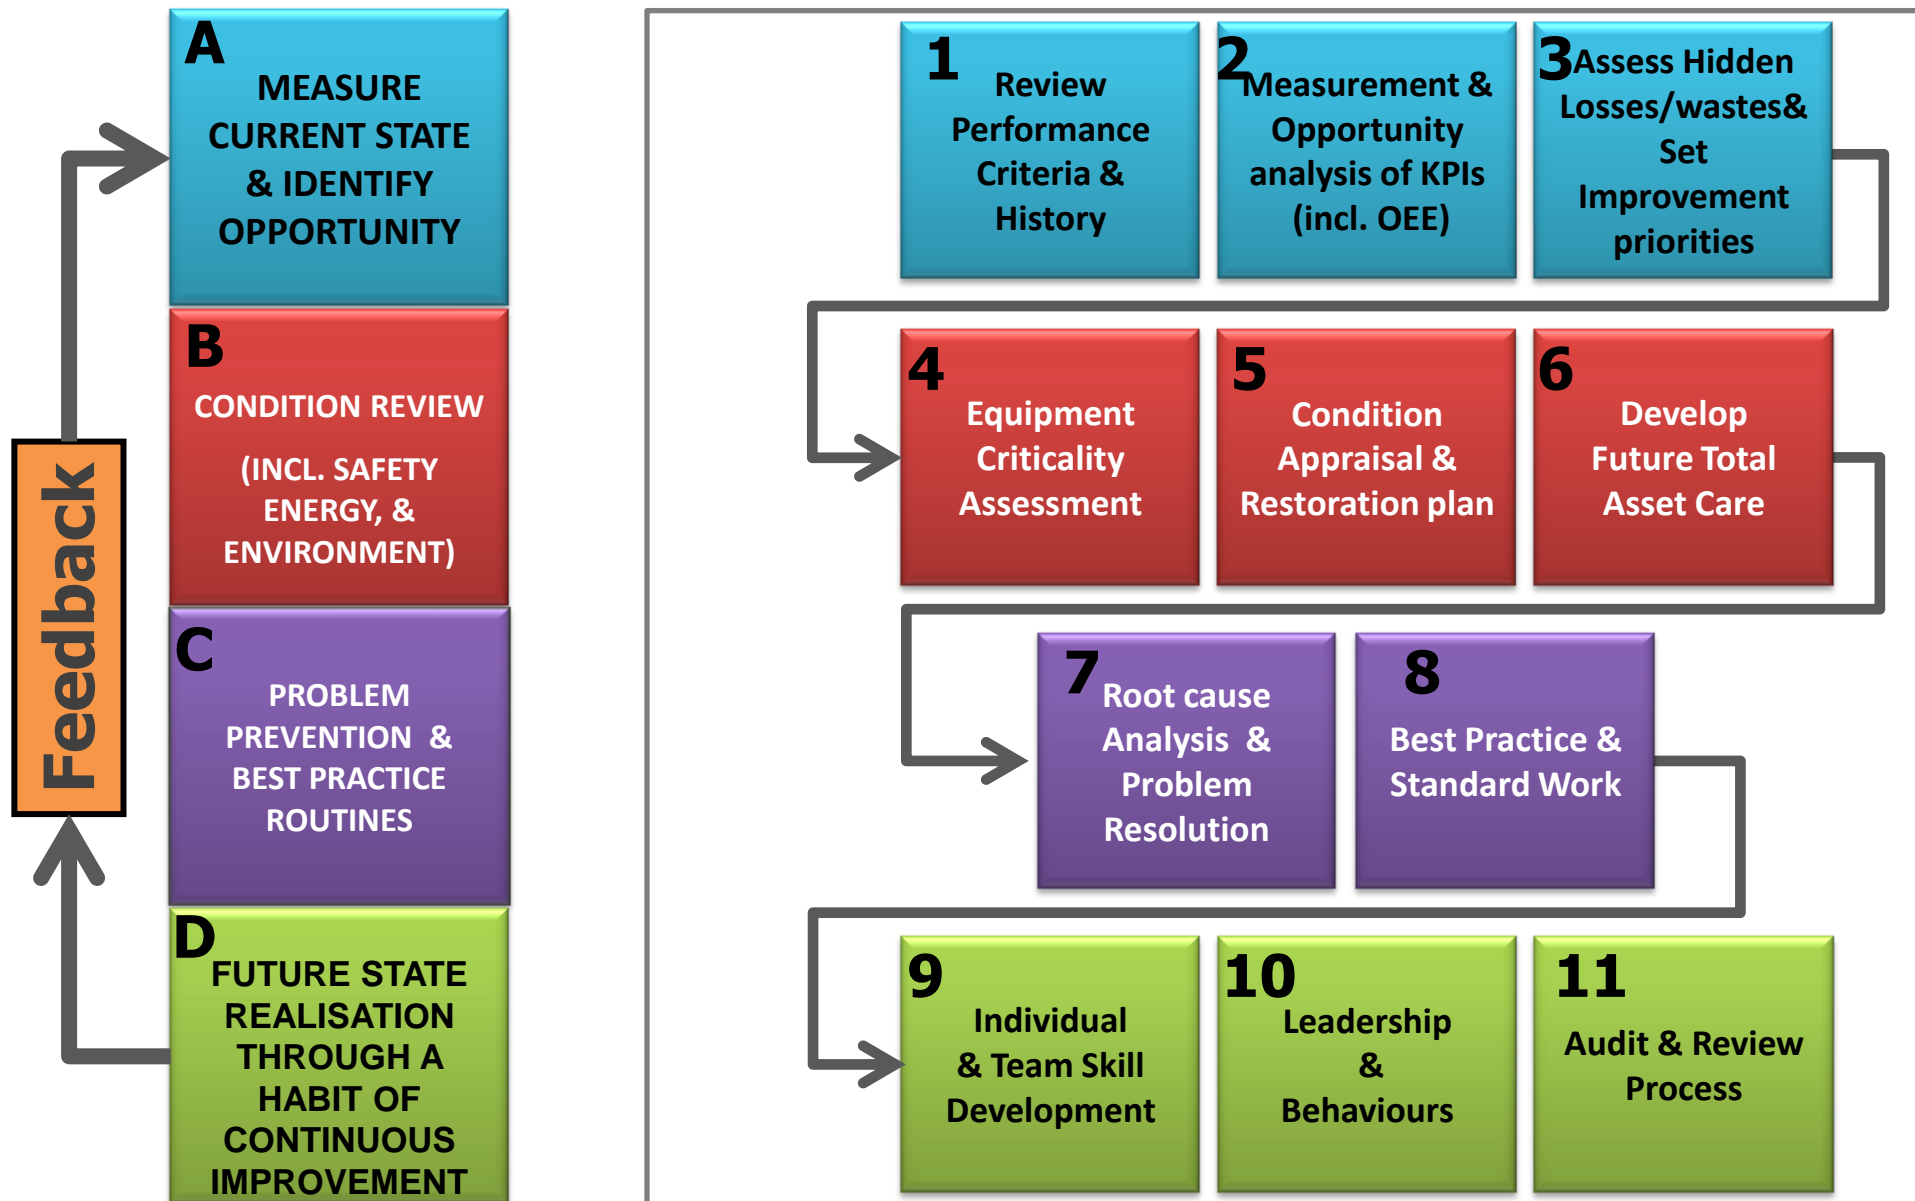 A
MEASURE
CURRENT STATE
& IDENTIFY
OPPORTUNITY
B
CONDITION REVIEW
(INCL. SAFETY
ENERGY, &
ENVIRONMENT)
C
PROBLEM
PREVENTION &
BEST PRACTICE
ROUTINES
D
FUTURE STATE
REALISATION
THROUGH A
HABIT OF
CONTINUOUS
IMPROVEMENT
Feedback
1
Review
Performance
Criteria &
History
2
Measurement &
Opportunity
analysis of KPIs
(incl. OEE)
3
Assess Hidden
Losses/wastes&
Set
Improvement
priorities
4
Equipment
Criticality
Assessment
5
Condition
Appraisal &
Restoration plan
6
Develop
Future Total
Asset Care
7
Root cause
Analysis &
Problem
Resolution
8
Best Practice &
Standard Work
9
Individual
& Team Skill
Development
10
Leadership
&
Behaviours
11
Audit & Review
Process